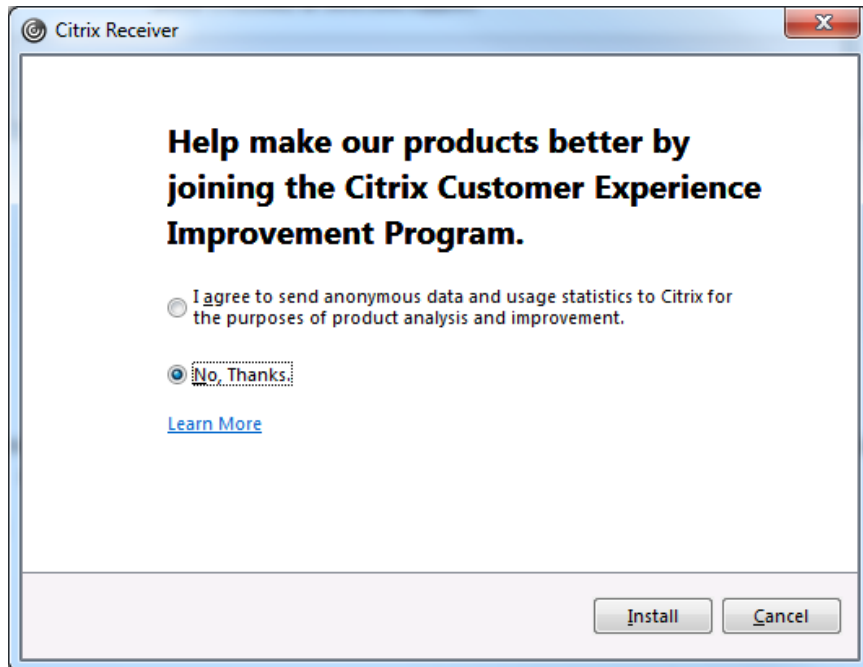 Citrix Receiver
Help make our products better by
joining the Citrix Customer Experience
Improvement Program.
I agree to send anonymous data and usage statistics to Citrix for
the purposes of product analysis and improvement.
No, Thanks.
Learn More
Install
Cancel